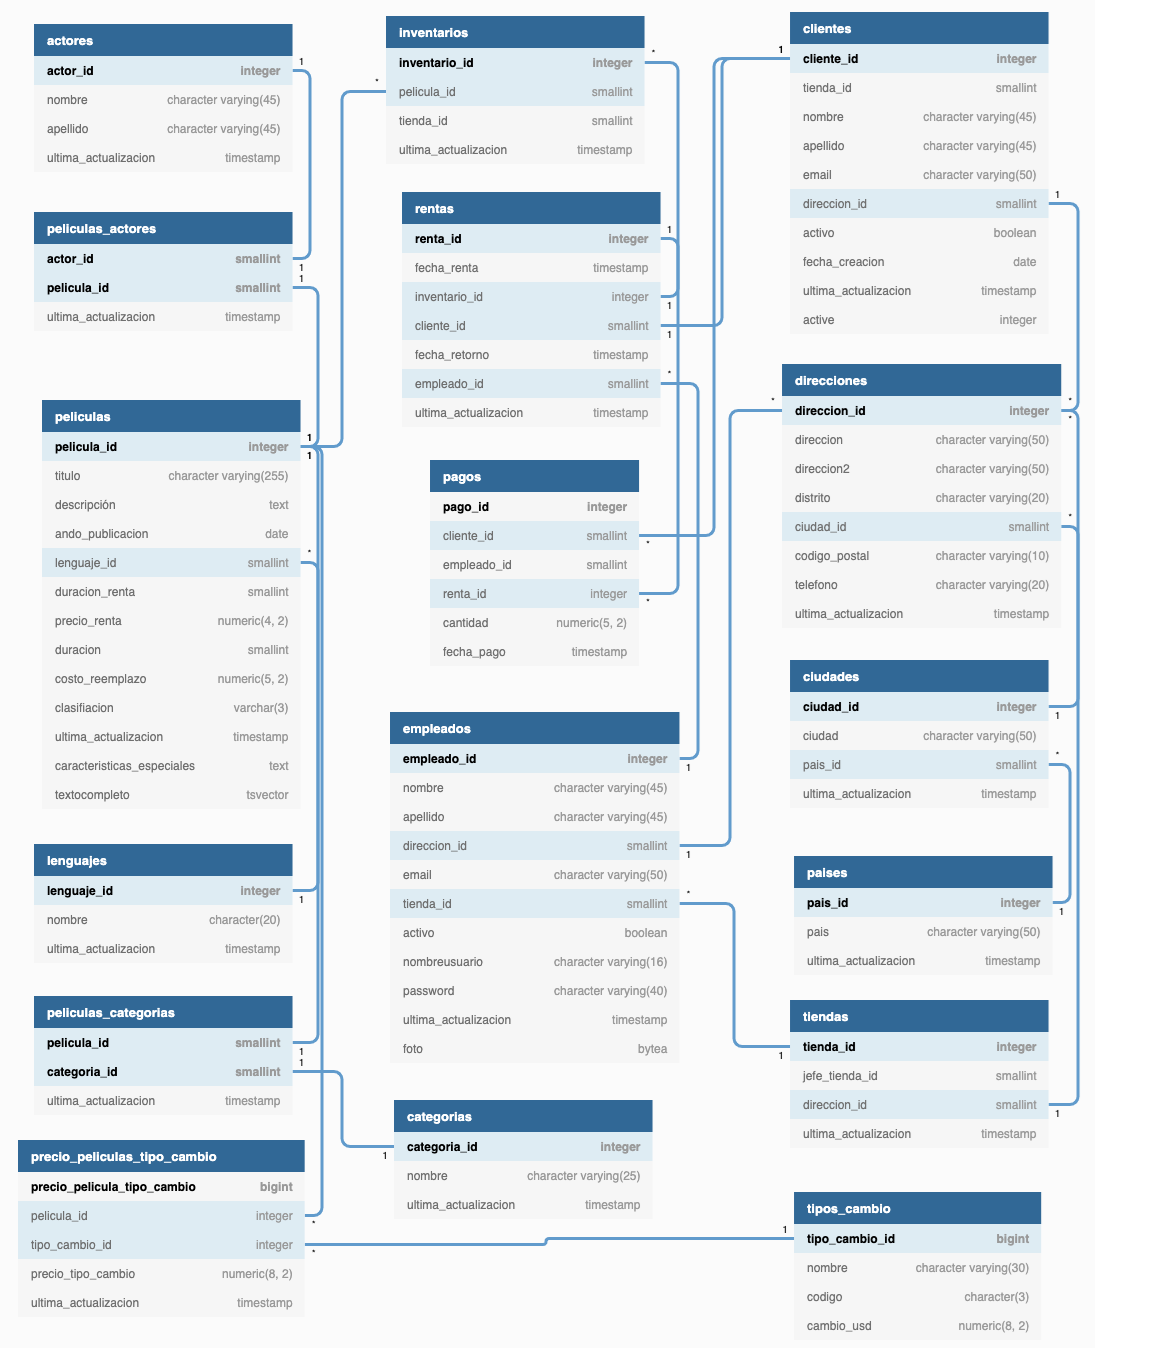 actores
actor_id integer
nombre character varying(45)
apellido character varying(45)
ultima_actualizacion timestamp
peliculas_actores
actor_id smallint
pelicula_id smallint
ultima_actualizacion timestamp
peliculas
pelicula_id integer
titulo character varying(255)
descripción text
ando_publicacion date
lenguaje_id smallint
duracion_renta smallint
precio_renta numeric(4, 2)
duracion smallint
costo_reemplazo numeric(5, 2)
clasifiacion varchar(3)
ultima_actualizacion timestamp
caracteristicas_especiales text
textocompleto tsvector
lenguajes
lenguaje_id integer
nombre character(20)
ultima_actualizacion timestamp
peliculas_categorias
pelicula_id smallint
categoria_id smallint
ultima_actualizacion timestamp
precio_peliculas_tipo_cambio
precio_pelicula_tipo_cambio bigint
pelicula_id integer
tipo_cambio_id integer
precio_tipo_cambio numeric(8, 2)
ultima_actualizacion timestamp
inventarios
inventario_id integer
pelicula_id smallint
tienda_id smallint
ultima_actualizacion timestamp
rentas
renta_id integer
fecha_renta timestamp
inventario_id integer
cliente_id smallint
fecha_retorno timestamp
empleado_id smallint
ultima_actualizacion timestamp
pagos
pago_id integer
cliente_id smallint
empleado_id smallint
renta_id integer
cantidad numeric(5, 2)
fecha_pago timestamp
empleados
empleado_id integer
nombre character varying(45)
apellido character varying(45)
direccion_id smallint
email character varying(50)
tienda_id smallint
activo boolean
nombreusuario character varying(16)
password character varying(40)
ultima_actualizacion timestamp
foto bytea
categorias
categoria_id integer
nombre character varying(25)
ultima_actualizacion timestamp
clientes
cliente_id integer
tienda_id smallint
nombre character varying(45)
apellido character varying(45)
email character varying(50)
direccion_id smallint
activo boolean
fecha_creacion date
ultima_actualizacion timestamp
active integer
direcciones
direccion_id integer
direccion character varying(50)
direccion2 character varying(50)
distrito character varying(20)
ciudad_id smallint
codigo_postal character varying(10)
telefono character varying(20)
ultima_actualizacion timestamp
ciudades
ciudad_id integer
ciudad character varying(50)
pais_id smallint
ultima_actualizacion timestamp
paises
pais_id integer
pais character varying(50)
ultima_actualizacion timestamp
tiendas
tienda_id integer
jefe_tienda_id smallint
direccion_id smallint
ultima_actualizacion timestamp
tipos_cambio
tipo_cambio_id bigint
nombre character varying(30)
codigo character(3)
cambio_usd numeric(8, 2)